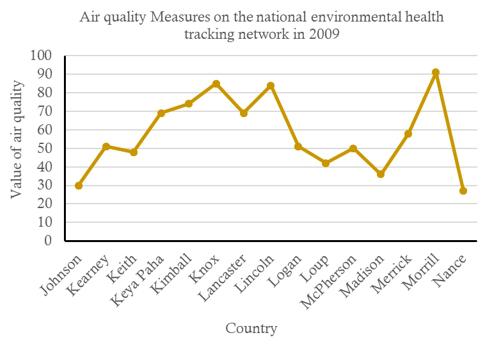 Air quality Measures on the national environmental health
tracking network in 2009
Value of air quality
100
90
80
70
60
50
40
30
20
10
0
Johnson
Kearney
Keith
Keya Paha
Kimball
Knox
Lancaster
Lincoln
Logan
Loup
McPherson
Madison
Merrick
Morrill
Nance
Country